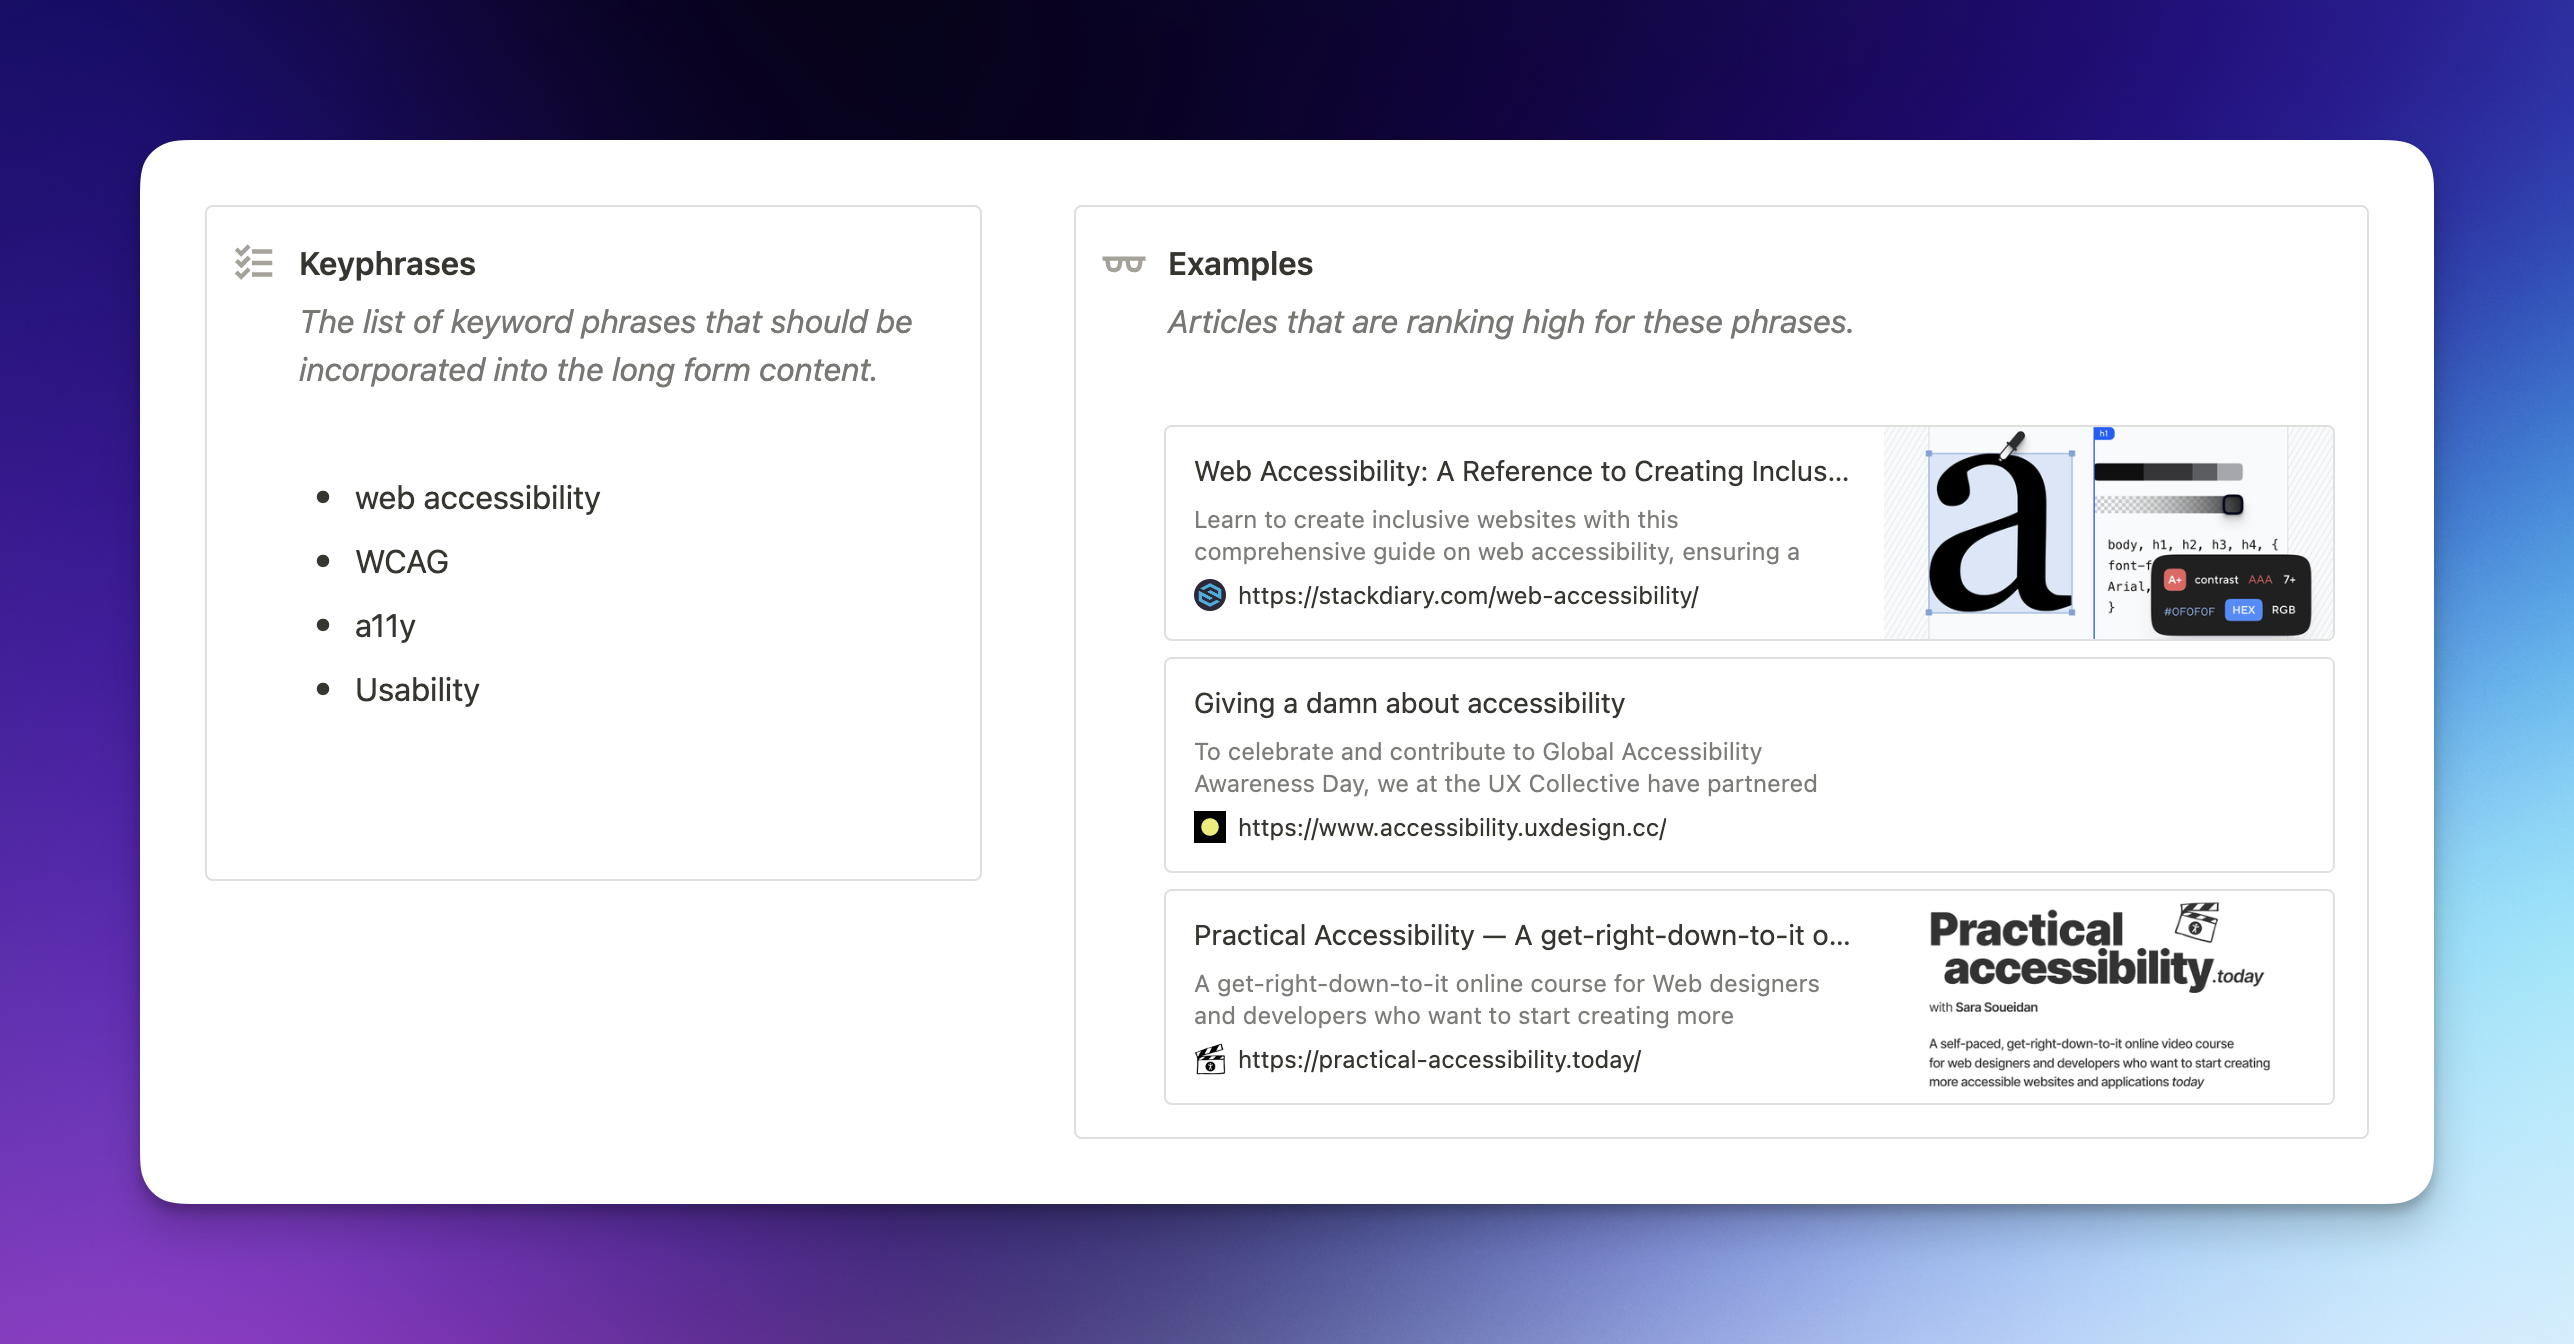 Keyphrases
The list of keyword phrases that should be
incorporated into the long form content.
web accessibility
WCAG
a11y
Usability
Examples
Articles that are ranking high for these phrases.
Web Accessibility: A Reference to Creating Inclus...
Learn to create inclusive websites with this
comprehensive guide on web accessibility, ensuring a
https://stackdiary.com/web-accessibility/
a
h1
body, h1, h2, h3, h4, {
font-f
Arial,
}
A+ contrast AAA 7+
#0F0F0F HEX RGB
Giving a damn about accessibility
To celebrate and contribute to Global Accessibility
Awareness Day, we at the UX Collective have partnered
https://www.accessibility.uxdesign.cc/
Practical Accessibility — A get-right-down-to-it o...
A get-right-down-to-it online course for Web designers
and developers who want to start creating more
https://practical-accessibility.today/
Practical
accessibility.today
with Sara Soueidan
A self-paced, get-right-down-to-it online video course
for web designers and developers who want to start creating
more accessible websites and applications today